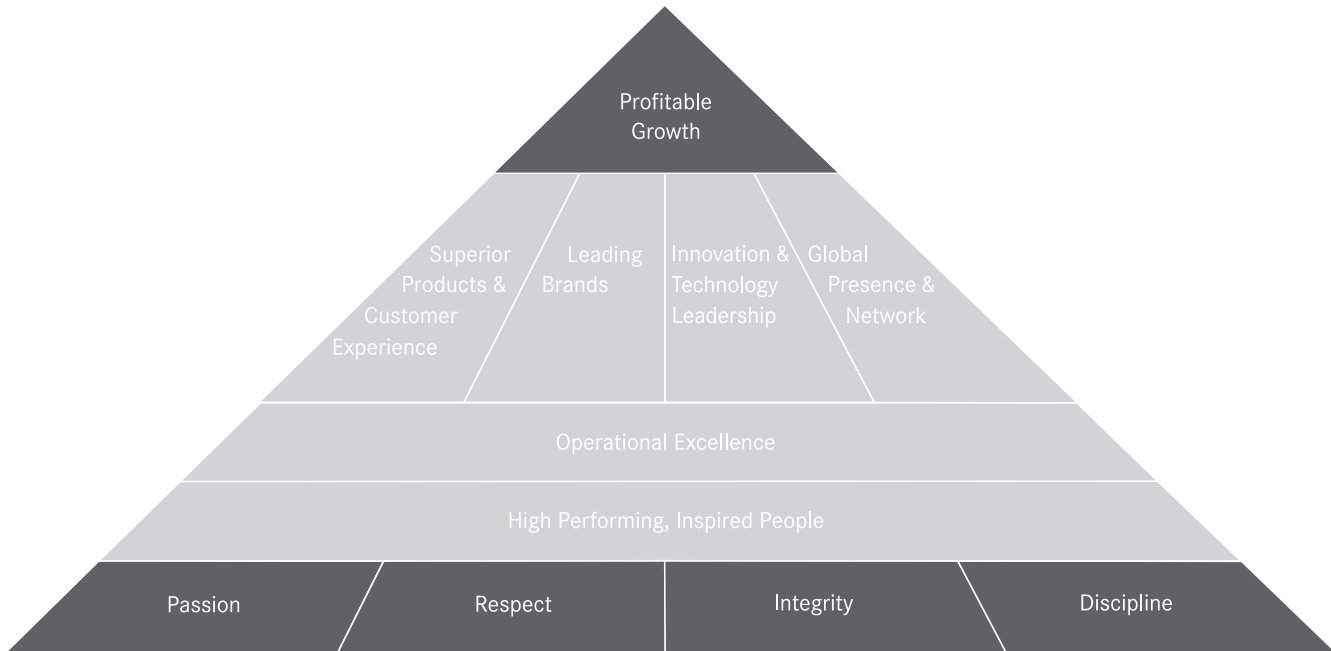 Profitable
Growth
Superior
Products &
Customer
Experience
Leading
Brands
Innovation &
Technology
Leadership
Global
Presence &
Network
Operational Excellence
High Performing, Inspired People
Passion
Respect
Integrity
Discipline